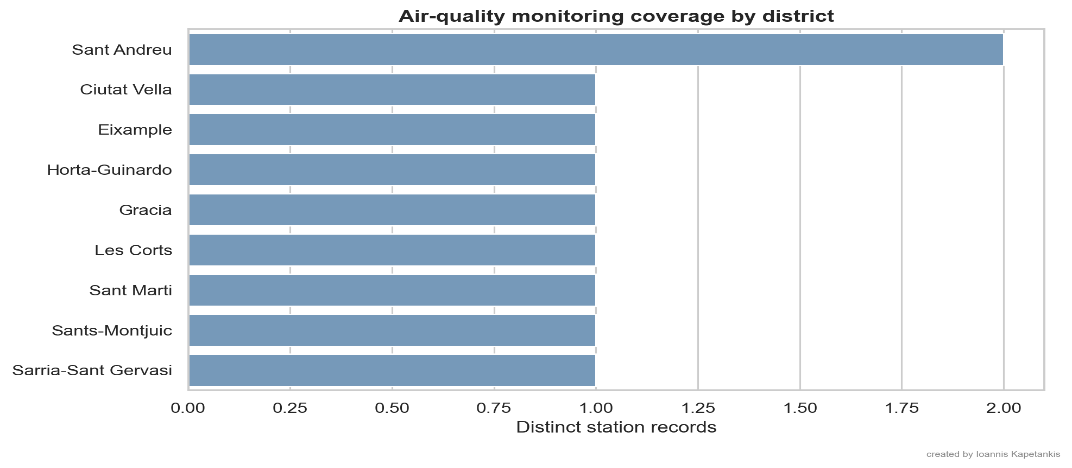 Air-quality monitoring coverage by district
Sant Andreu
Ciutat Vella
Eixample
Horta-Guinardo
Gracia
Les Corts
Sant Marti
Sants-Montjuic
Sarria-Sant Gervasi
0.00 0.25 0.50 0.75 1.00 1.25 1.50 1.75 2.00
Distinct station records
created by Ioannis Kapetankis